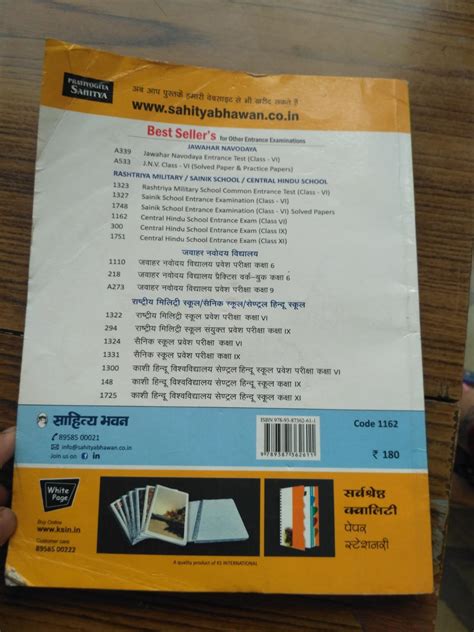 PRATIYOGITA
SAHITYA
अब आप पुस्तकें हमारी वेबसाइट से भी खरीद सकते हैं
www.sahityabhawan.co.in
Best Seller's for Other Entrance Examinations
JAWAHAR NAVODAYA
A339 Jawahar Navodaya Entrance Test (Class - VI)
A533 J.N.V. Class - VI (Solved Paper & Practice Papers)
RASHTRIYA MILITARY / SAINIK SCHOOL / CENTRAL HINDU SCHOOL
1323 Rashtriya Military School Common Entrance Test (Class - VI)
1327 Sainik School Entrance Examination (Class - VI)
1748 Sainik School Entrance Examination (Class - VI) Solved Papers
1162 Central Hindu School Entrance Exam (Class VI)
300 Central Hindu School Entrance Exam (Class IX)
1751 Central Hindu School Entrance Exam (Class XI)
जवाहर नवोदय विद्यालय
1110 जवाहर नवोदय विद्यालय प्रवेश परीक्षा कक्षा 6
218 जवाहर नवोदय विद्यालय प्रैक्टिस वर्क-बुक कक्षा 6
A273 जवाहर नवोदय विद्यालय प्रवेश परीक्षा कक्षा 9
राष्ट्रीय मिलिट्री स्कूल/सैनिक स्कूल/सेण्ट्रल हिन्दू स्कूल
1322 राष्ट्रीय मिलिट्री स्कूल प्रवेश परीक्षा कक्षा VI
294 राष्ट्रीय मिलिट्री स्कूल संयुक्त प्रवेश परीक्षा कक्षा IX
1324 सैनिक स्कूल प्रवेश परीक्षा कक्षा VI
1331 सैनिक स्कूल प्रवेश परीक्षा कक्षा IX
1300 काशी हिन्दू विश्वविद्यालय सेण्ट्रल हिन्दू स्कूल प्रवेश परीक्षा कक्षा VI
148 काशी हिन्दू विश्वविद्यालय सेण्ट्रल हिन्दू स्कूल कक्षा IX
1725 काशी हिन्दू विश्वविद्यालय सेण्ट्रल हिन्दू स्कूल कक्षा XI
साहित्य भवन
89585 00021
info@sahityabhawan.co.in
Join us on
ISBN 978-93-87562-61-1
9 789387 562611
Code 1162
₹ 180
White
Page
Buy Online
www.ksin.in
Customer care
89585 00222
A quality product of KS INTERNATIONAL
सर्वश्रेष्ठ
क्वालिटी
पेपर
स्टेशनरी